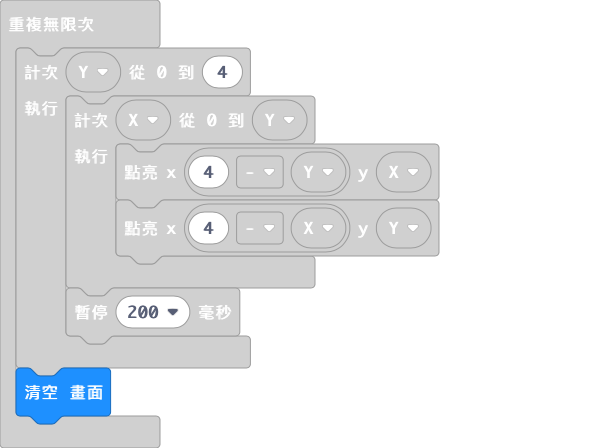 重複無限次
計次 Y 從 0 到 4
執行
計次 X 從 0 到 Y
執行
點亮 x 4 - Y y X
點亮 x 4 - X y Y
暫停 200 毫秒
清空 畫面